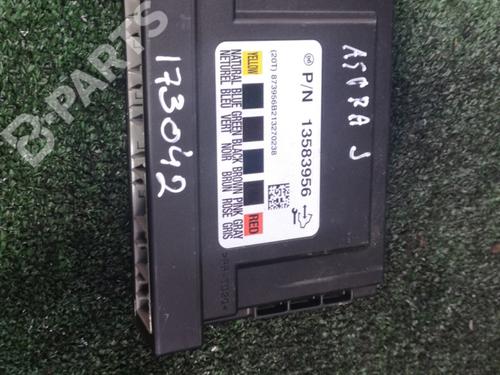 B-PARTS
173042
ASTRA J
P/N 13583956
(20T) 873956B213270238
YELLOW
RED
NATURAL BLUE GREEN BLACK BROWN PINK GRAY
NETUREL BLEU VERT NOIR BRUN ROSE GRIS